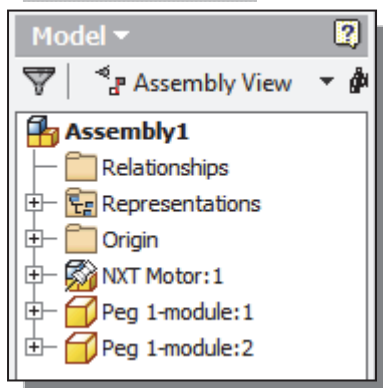 Model
Assembly View
Assembly1
Relationships
Representations
Origin
NXT Motor:1
Peg 1-module:1
Peg 1-module:2